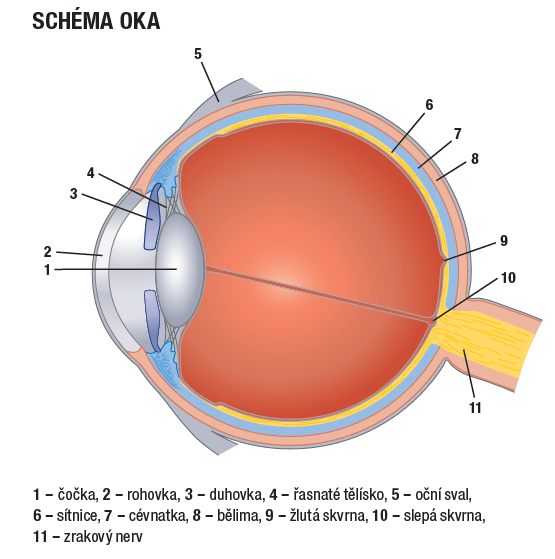 SCHÉMA OKA
5
6
7
4
8
3
9
2
1
10
11
1 – čočka, 2 – rohovka, 3 – duhovka, 4 – řasnaté tělísko, 5 – oční sval,
6 – sítnice, 7 – cévnatka, 8 – bělima, 9 – žlutá skvrna, 10 – slepá skvrna,
11 – zrakový nerv